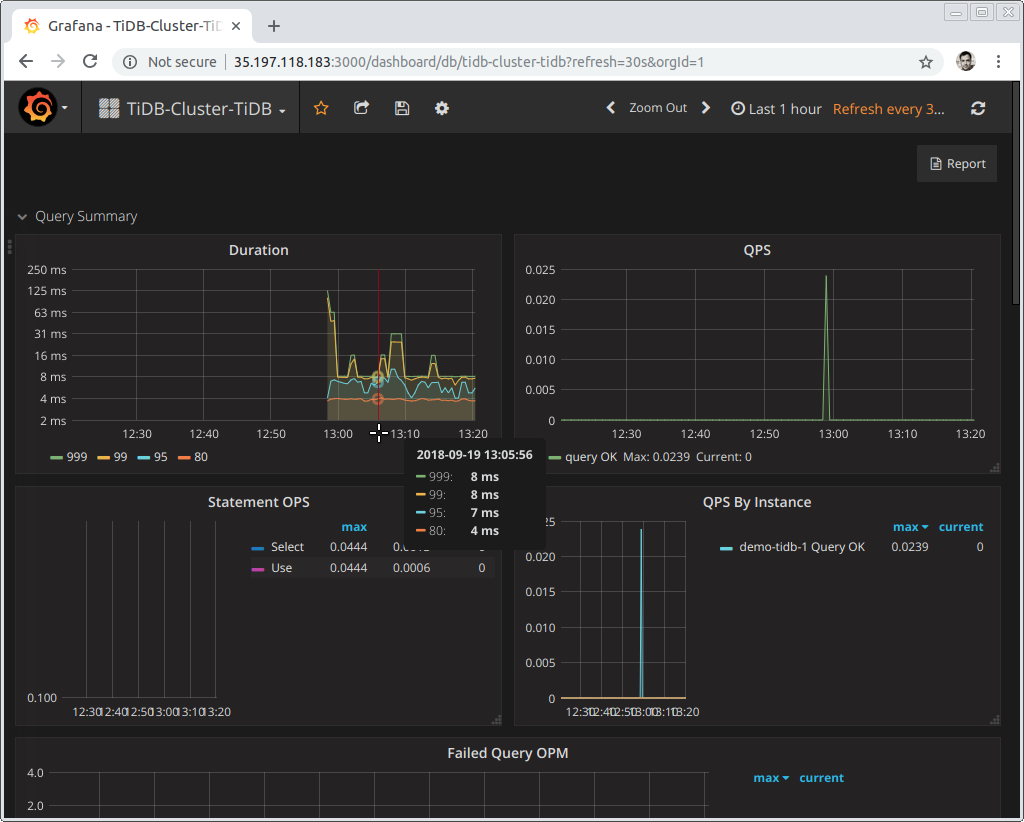 Grafana - TiDB-Cluster-TiD
Not secure 35.197.118.183:3000/dashboard/db/tidb-cluster-tidb?refresh=30s&orgId=1
TiDB-Cluster-TiDB
Zoom Out
Last 1 hour
Refresh every 3...
Report
Query Summary
Duration
250 ms
125 ms
63 ms
31 ms
16 ms
8 ms
4 ms
2 ms
12:30 12:40 12:50 13:00 13:10 13:20
999 99 95 80
QPS
0.025
0.020
0.015
0.010
0.005
0
12:30 12:40 12:50 13:00 13:10 13:20
query OK Max: 0.0239 Current: 0
2018-09-19 13:05:56
999: 8 ms
99: 8 ms
95: 7 ms
80: 4 ms
Statement OPS
max
Select 0.0444
Use 0.0444 0.0006 0
0.100
12:30 12:40 12:50 13:00 13:10 13:20
QPS By Instance
max current
demo-tidb-1 Query OK 0.0239 0
25
0.020
0.015
0.010
0.005
0
12:30 12:40 12:50 13:00 13:10 13:20
Failed Query OPM
4.0
2.0
max current